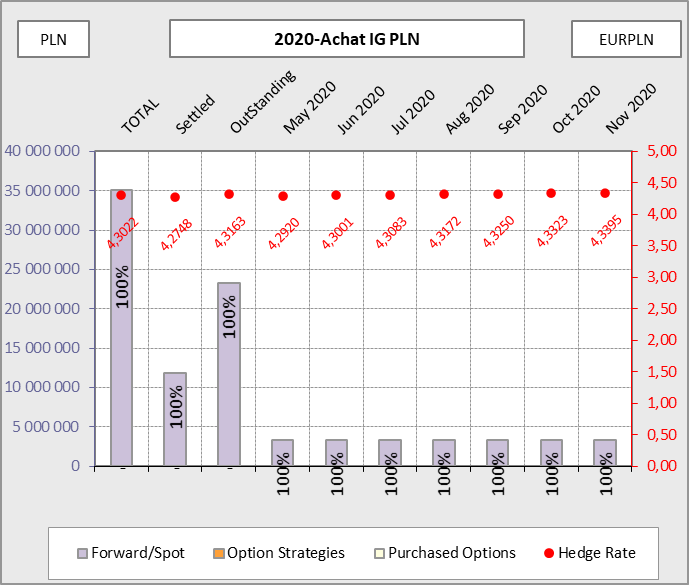 PLN
2020-Achat IG PLN
EURPLN
TOTAL
Settled
OutStanding
May 2020
Jun 2020
Jul 2020
Aug 2020
Sep 2020
Oct 2020
Nov 2020
40 000 000
35 000 000
30 000 000
25 000 000
20 000 000
15 000 000
10 000 000
5 000 000
0
5,00
4,50
4,00
3,50
3,00
2,50
2,00
1,50
1,00
0,50
0,00
4,3022
4,2748
4,3163
4,2920
4,3001
4,3083
4,3172
4,3250
4,3323
4,3395
100%
100%
100%
100%
100%
100%
100%
100%
100%
100%
-
-
-
Forward/Spot
Option Strategies
Purchased Options
Hedge Rate